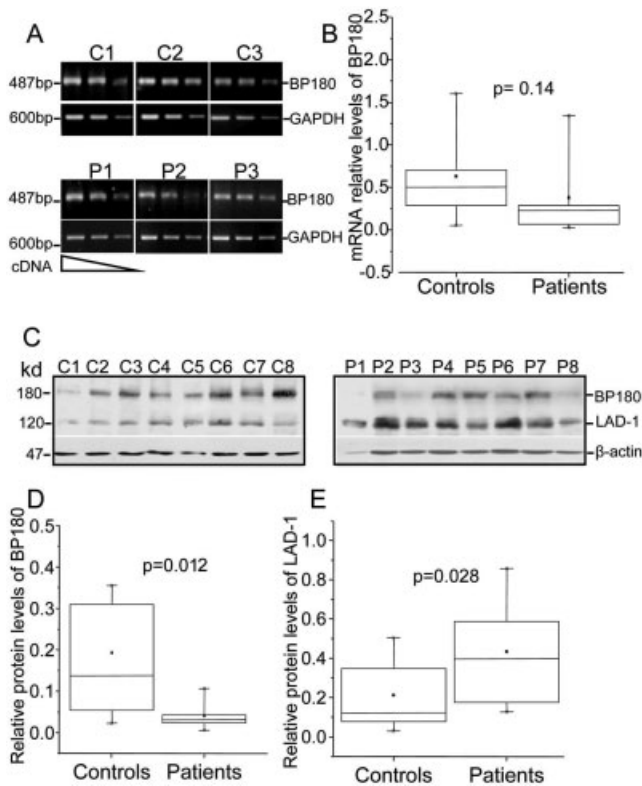 A
C1 C2 C3
487bp BP180
600bp GAPDH
P1 P2 P3
487bp BP180
600bp GAPDH
cDNA
B
mRNA relative levels of BP180
2.5
2.0
1.5
1.0
0.5
0.0
-0.5
p= 0.14
Controls Patients
C
kd C1 C2 C3 C4 C5 C6 C7 C8
P1 P2 P3 P4 P5 P6 P7 P8
180 BP180
120 LAD-1
47 β-actin
D
Relative protein levels of BP180
0.5
0.4
0.3
0.2
0.1
0.0
p=0.012
Controls Patients
E
Relative protein levels of LAD-1
1.2
1.0
0.8
0.6
0.4
0.2
0.0
p=0.028
Controls Patients